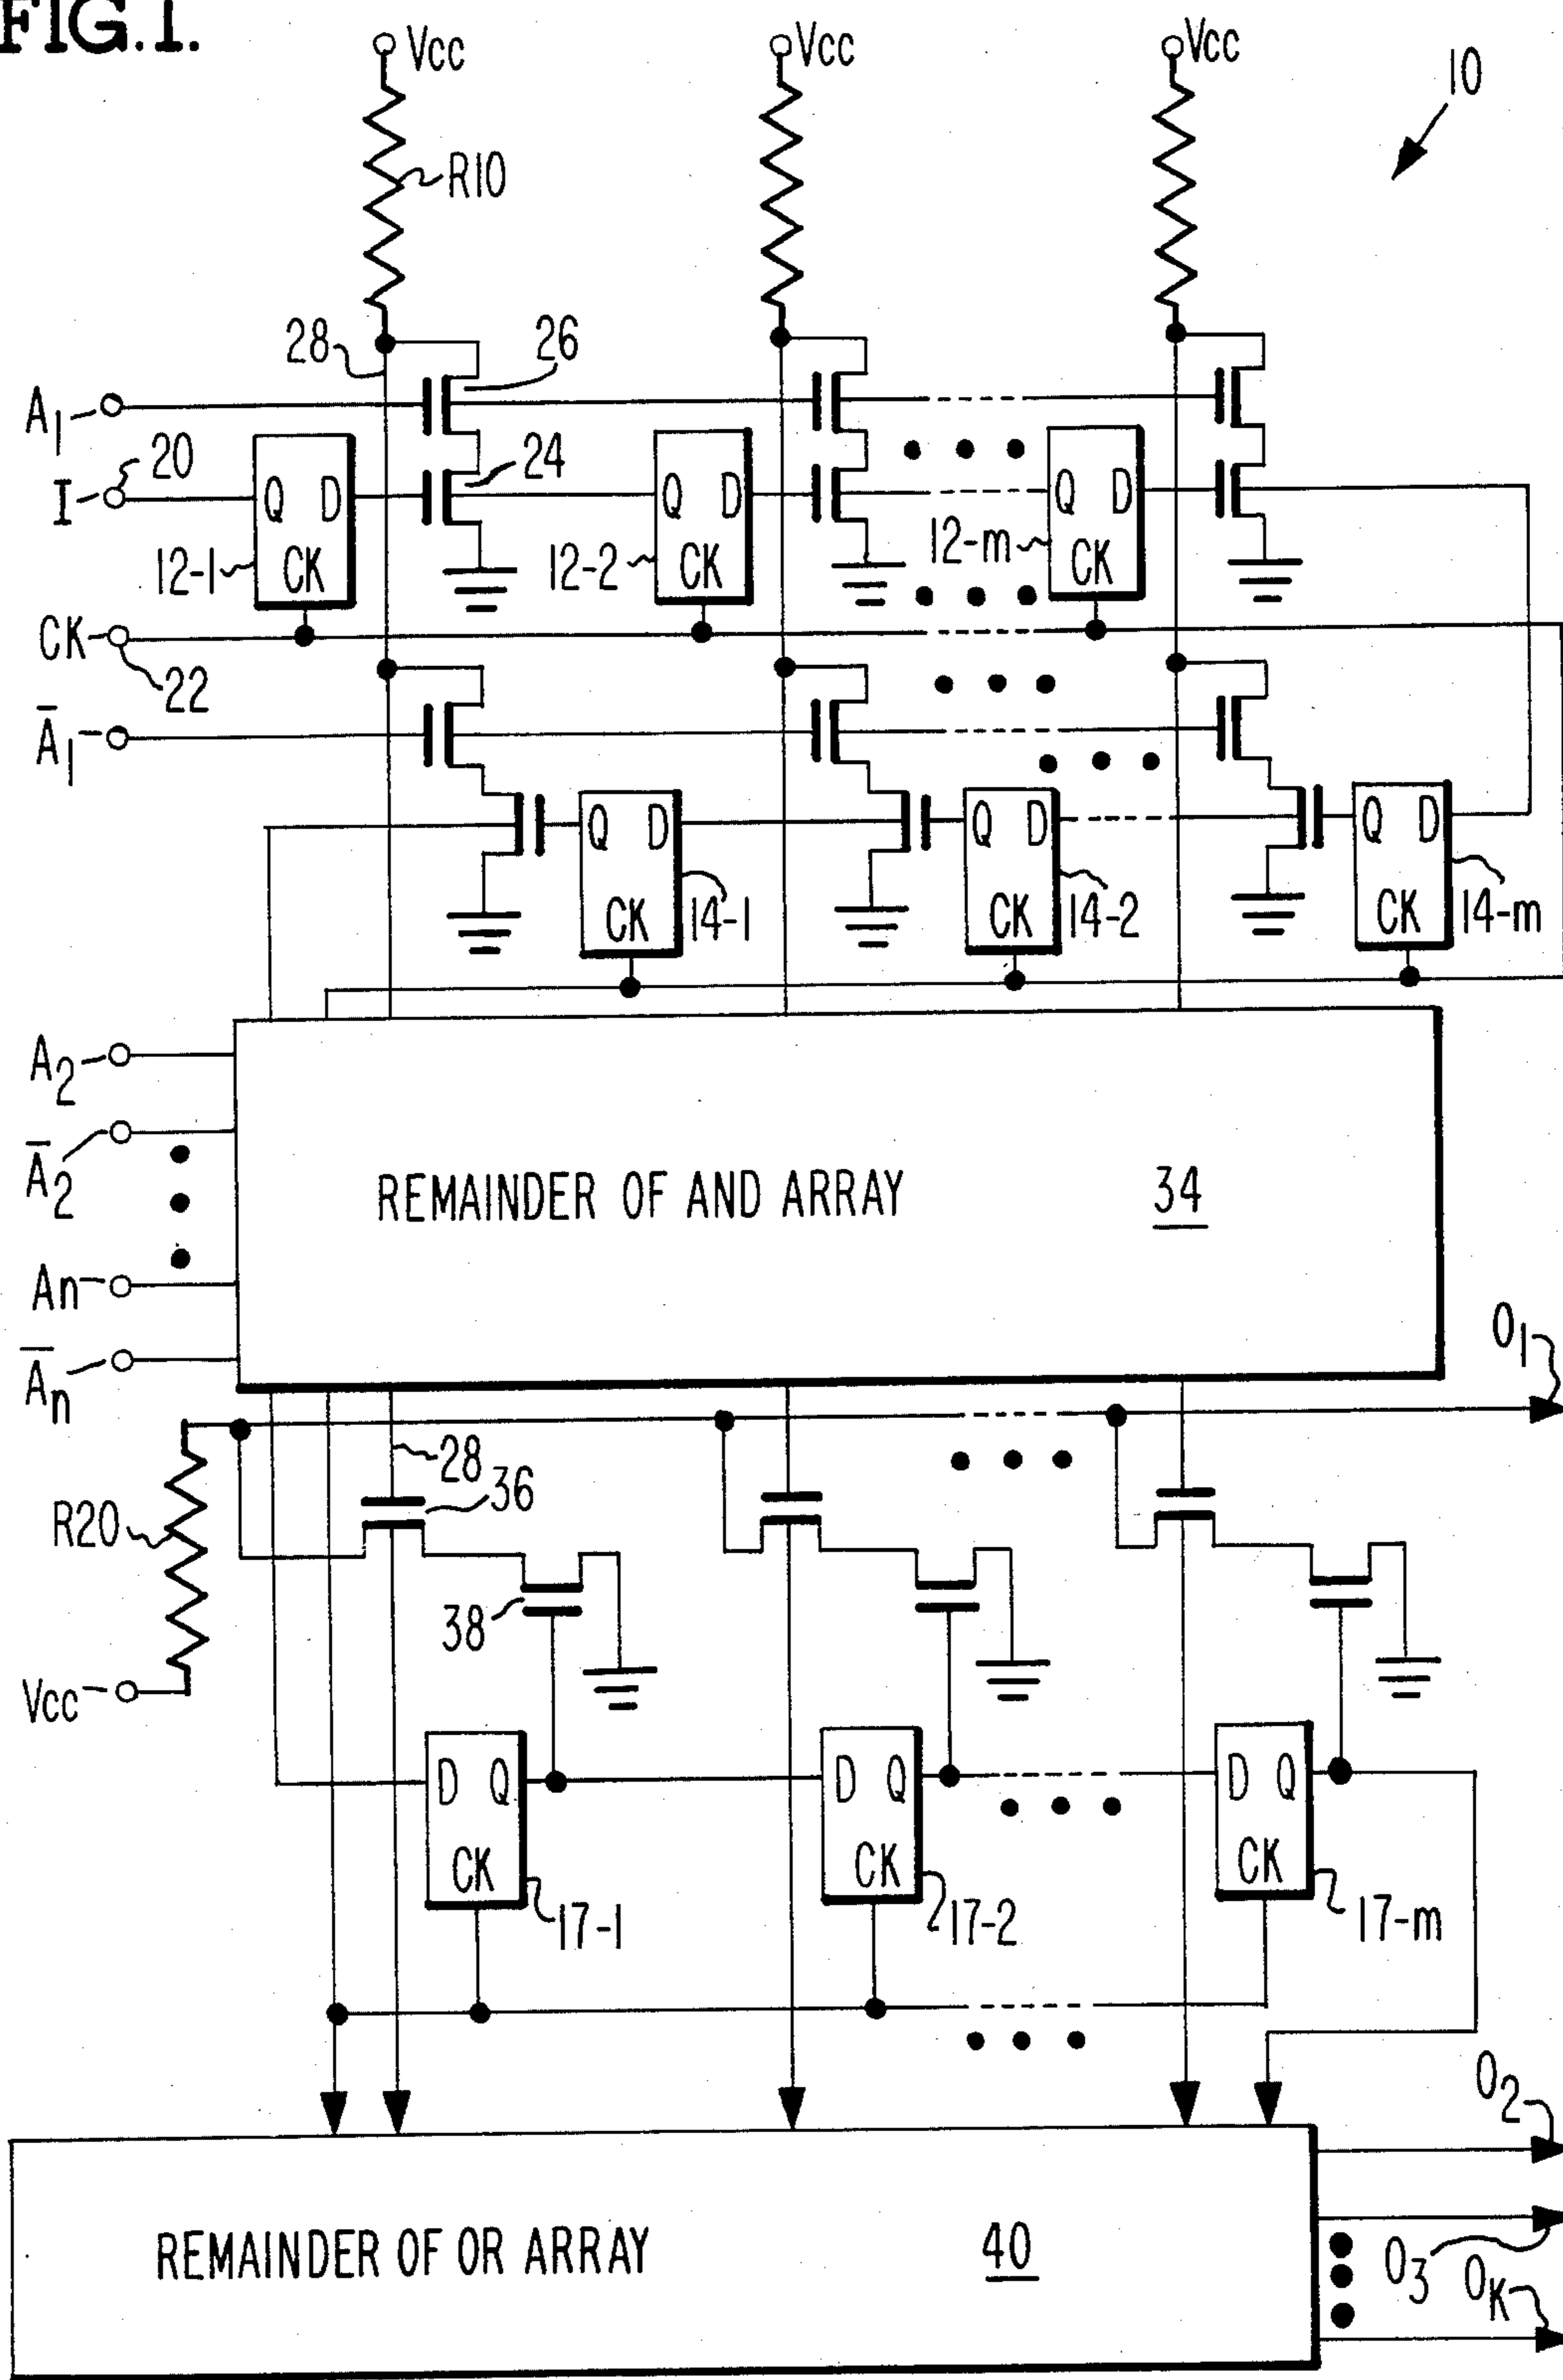 FIG.1.
Vcc Vcc Vcc
10
R10
28 26
A1
20 24
I
Q D Q D Q D
12-1 CK 12-2 CK 12-m CK
CK
22
A̅1
Q D Q D Q D
CK 14-1 CK 14-2 CK 14-m
A2
A̅2
REMAINDER OF AND ARRAY 34
An
A̅n
O1
28
36
R20
38
Vcc
D Q D Q D Q
CK CK CK
17-1 17-2 17-m
O2
REMAINDER OF OR ARRAY 40
O3 OK